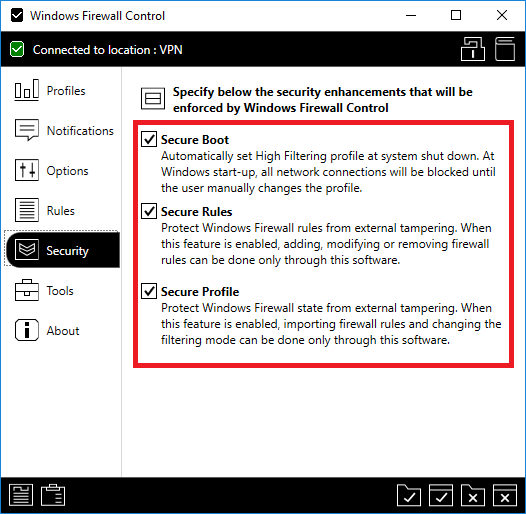 Windows Firewall Control
Connected to location : VPN
Profiles
Notifications
Options
Rules
Security
Tools
About
Specify below the security enhancements that will be
enforced by Windows Firewall Control
Secure Boot
Automatically set High Filtering profile at system shut down. At
Windows start-up, all network connections will be blocked until
the user manually changes the profile.
Secure Rules
Protect Windows Firewall rules from external tampering. When
this feature is enabled, adding, modifying or removing firewall
rules can be done only through this software.
Secure Profile
Protect Windows Firewall state from external tampering. When
this feature is enabled, importing firewall rules and changing the
filtering mode can be done only through this software.